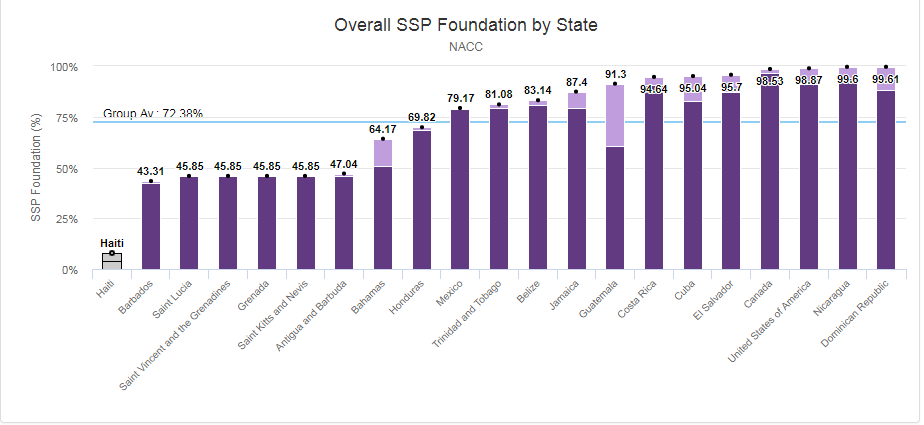 Overall SSP Foundation by State
NACC
SSP Foundation (%)
100%
75%
50%
25%
0%
Group Av.: 72.38%
Haiti
43.31
45.85
45.85
45.85
45.85
47.04
64.17
69.82
79.17
81.08
83.14
87.4
91.3
94.64
95.04
95.7
98.53
98.87
99.6
99.61
Haiti
Barbados
Saint Lucia
Saint Vincent and the Grenadines
Grenada
Saint Kitts and Nevis
Antigua and Barbuda
Bahamas
Honduras
Mexico
Trinidad and Tobago
Belize
Jamaica
Guatemala
Costa Rica
Cuba
El Salvador
Canada
United States of America
Nicaragua
Dominican Republic